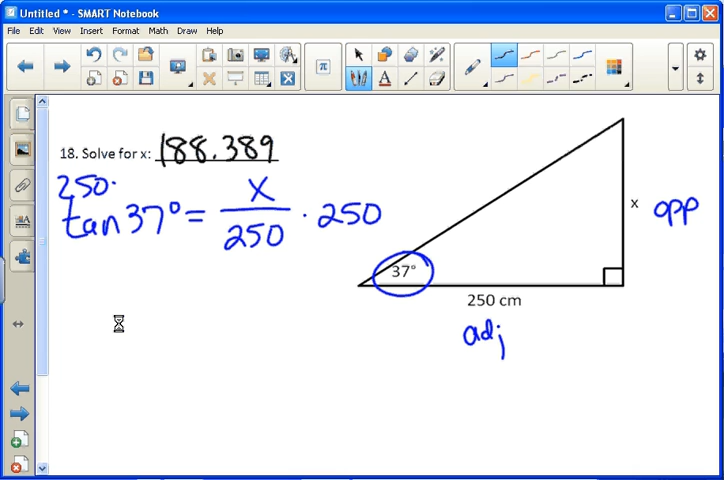 Untitled * - SMART Notebook
File Edit View Insert Format Math Draw Help
π
A
18. Solve for x: 188.389
250·
tan 37° = x/250 · 250
x opp
37°
250 cm
adj